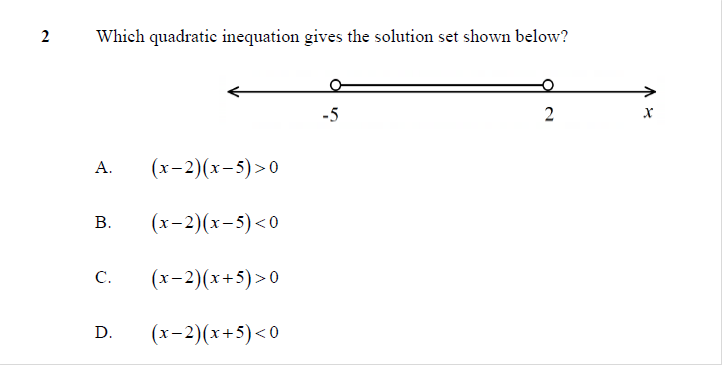 2 Which quadratic inequation gives the solution set shown below?
-5 2 x
A. (x−2)(x−5)>0
B. (x−2)(x−5)<0
C. (x−2)(x+5)>0
D. (x−2)(x+5)<0